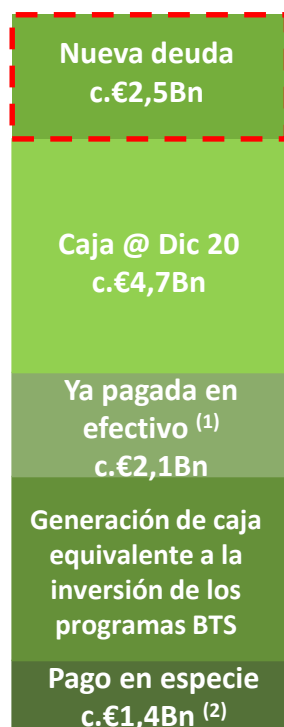 Nueva deuda
c.€2,5Bn
Caja @ Dic 20
c.€4,7Bn
Ya pagada en
efectivo (1)
c.€2,1Bn
Generación de caja
equivalente a la
inversión de los
programas BTS
Pago en especie
c.€1,4Bn (2)